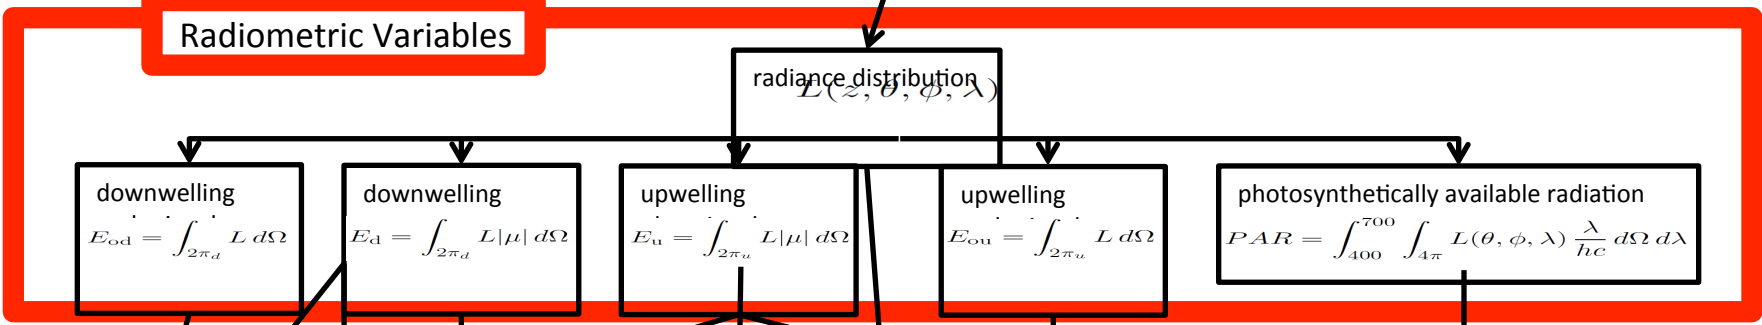 Radiometric Variables
radiance distribution
L(z, θ, ϕ, λ)
downwelling
E_od = ∫_{2π_d} L dΩ
downwelling
E_d = ∫_{2π_d} L|μ| dΩ
upwelling
E_u = ∫_{2π_u} L|μ| dΩ
upwelling
E_ou = ∫_{2π_u} L dΩ
photosynthetically available radiation
PAR = ∫_{400}^{700} ∫_{4π} L(θ, ϕ, λ) λ/hc dΩ dλ